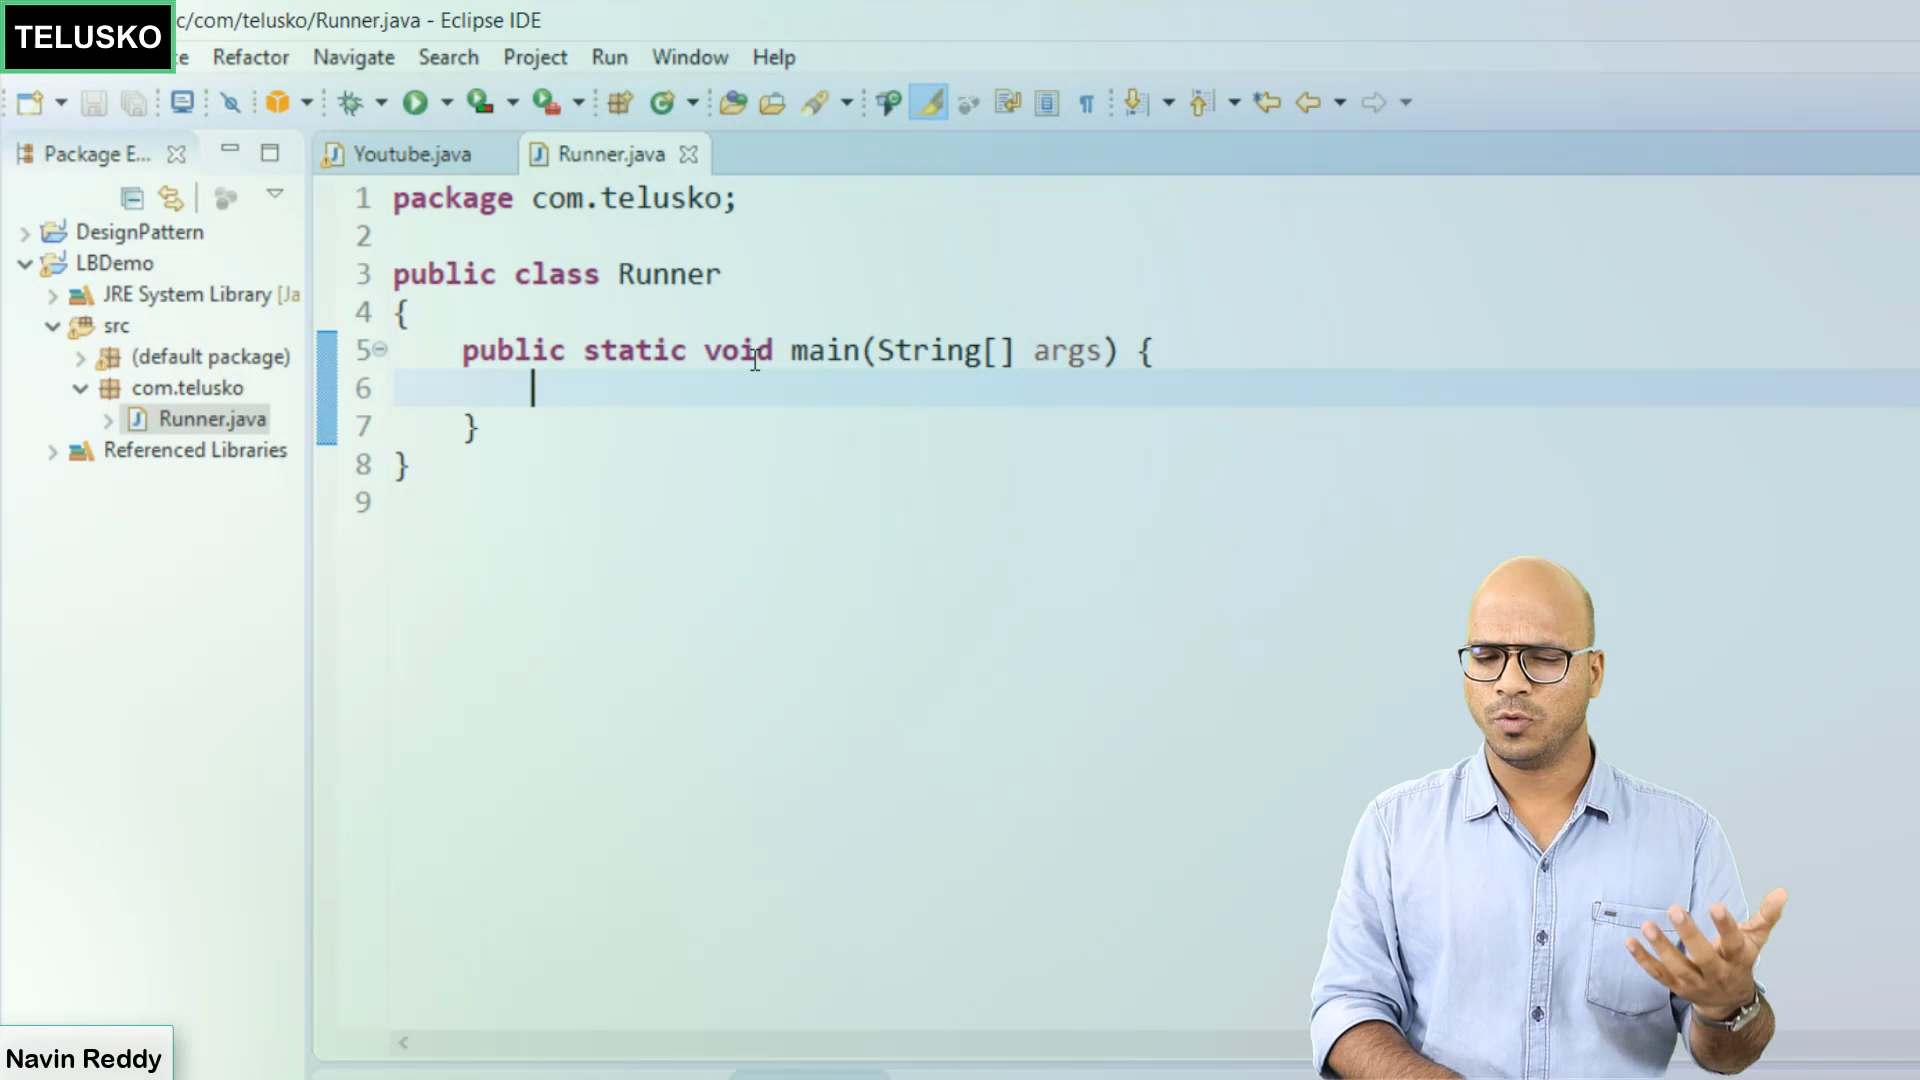 TELUSKO
c/com/telusko/Runner.java - Eclipse IDE
te Refactor Navigate Search Project Run Window Help
Package E...
Youtube.java
Runner.java
DesignPattern
LBDemo
JRE System Library [Ja
src
(default package)
com.telusko
Runner.java
Referenced Libraries
1 package com.telusko;
2
3 public class Runner
4 {
5 public static void main(String[] args) {
6
7 }
8 }
9
Navin Reddy